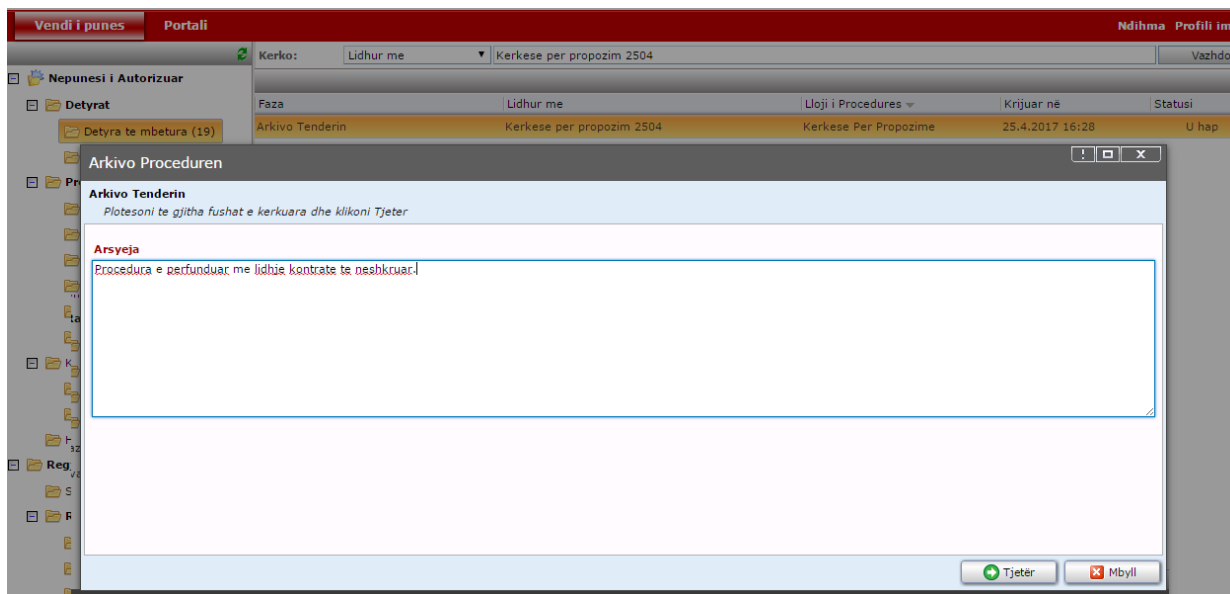 Vendi i punes Portali Ndihma Profili im
Kerko: Lidhur me Kerkese per propozim 2504 Vazhdo
Nepunesi i Autorizuar
Detyrat
Faza Lidhur me Lloji i Procedures Krijuar në Statusi
Detyra te mbetura (19) Arkivo Tenderin Kerkese per propozim 2504 Kerkese Per Propozime 25.4.2017 16:28 U hap
Arkivo Proceduren
Arkivo Tenderin
Plotesoni te gjitha fushat e kerkuara dhe klikoni Tjeter
Arsyeja
Procedura e perfunduar me lidhje kontrate te neshkruar.
Reg
Tjetër Mbyll